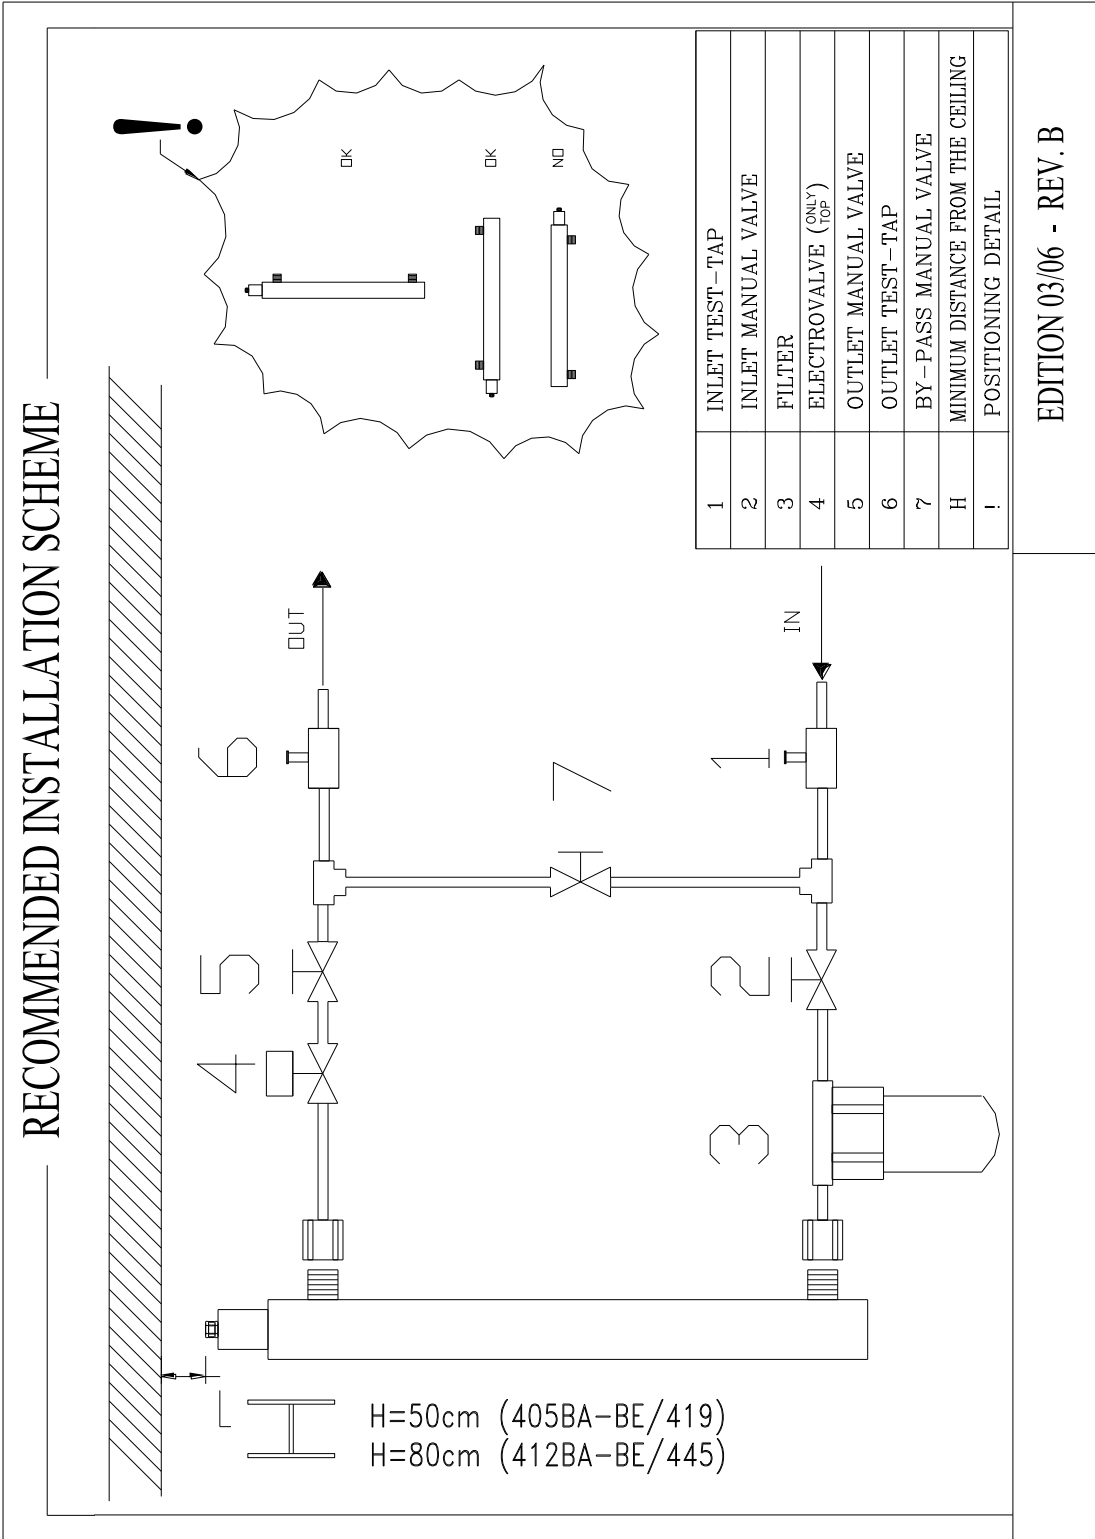 RECOMMENDED INSTALLATION SCHEME
!
OK
OK
NO
6
OUT
5
4
7
1
IN
2
3
H
H=50cm (405BA-BE/419)
H=80cm (412BA-BE/445)
1 INLET TEST-TAP
2 INLET MANUAL VALVE
3 FILTER
4 ELECTROVALVE (ONLY TOP)
5 OUTLET MANUAL VALVE
6 OUTLET TEST-TAP
7 BY-PASS MANUAL VALVE
H MINIMUM DISTANCE FROM THE CEILING
! POSITIONING DETAIL
EDITION 03/06 - REV. B